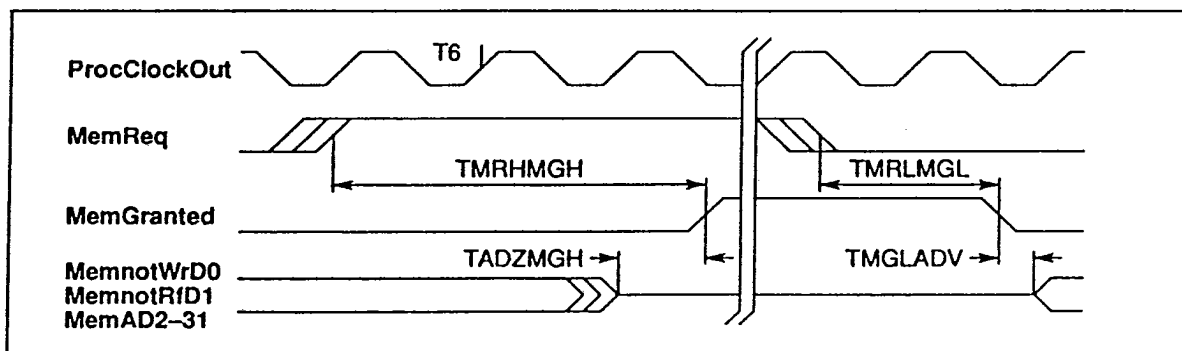 T6
ProcClockOut
MemReq
TMRHMGH
TMRLMGL
MemGranted
TADZMGH
TMGLADV
MemnotWrD0
MemnotRfD1
MemAD2–31